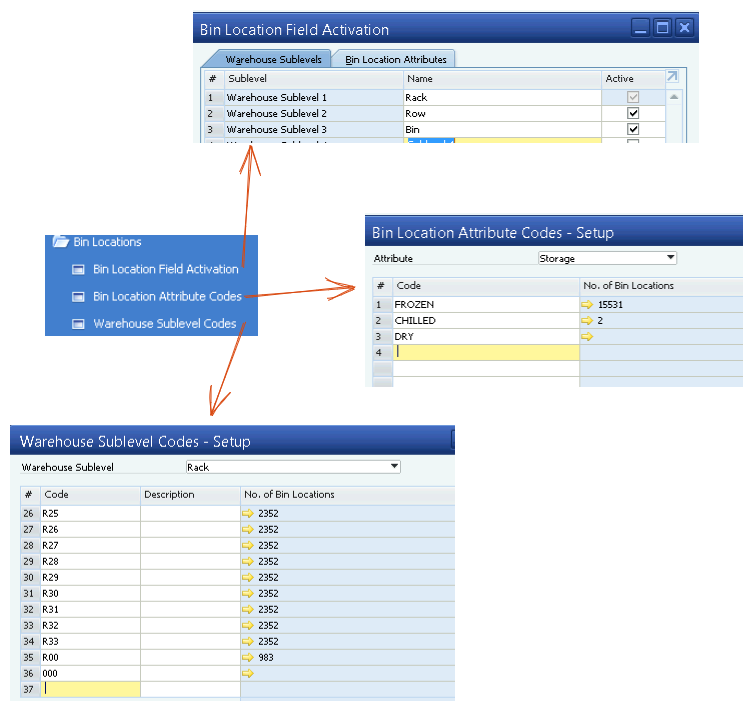 Bin Location Field Activation
Warehouse Sublevels Bin Location Attributes
# Sublevel Name Active
1 Warehouse Sublevel 1 Rack
2 Warehouse Sublevel 2 Row
3 Warehouse Sublevel 3 Bin
Bin Locations
Bin Location Field Activation
Bin Location Attribute Codes
Warehouse Sublevel Codes
Bin Location Attribute Codes - Setup
Attribute Storage
# Code No. of Bin Locations
1 FROZEN 15531
2 CHILLED 2
3 DRY
4
Warehouse Sublevel Codes - Setup
Warehouse Sublevel Rack
# Code Description No. of Bin Locations
26 R25 2352
27 R26 2352
28 R27 2352
29 R28 2352
30 R29 2352
31 R30 2352
32 R31 2352
33 R32 2352
34 R33 2352
35 R00 983
36 000
37